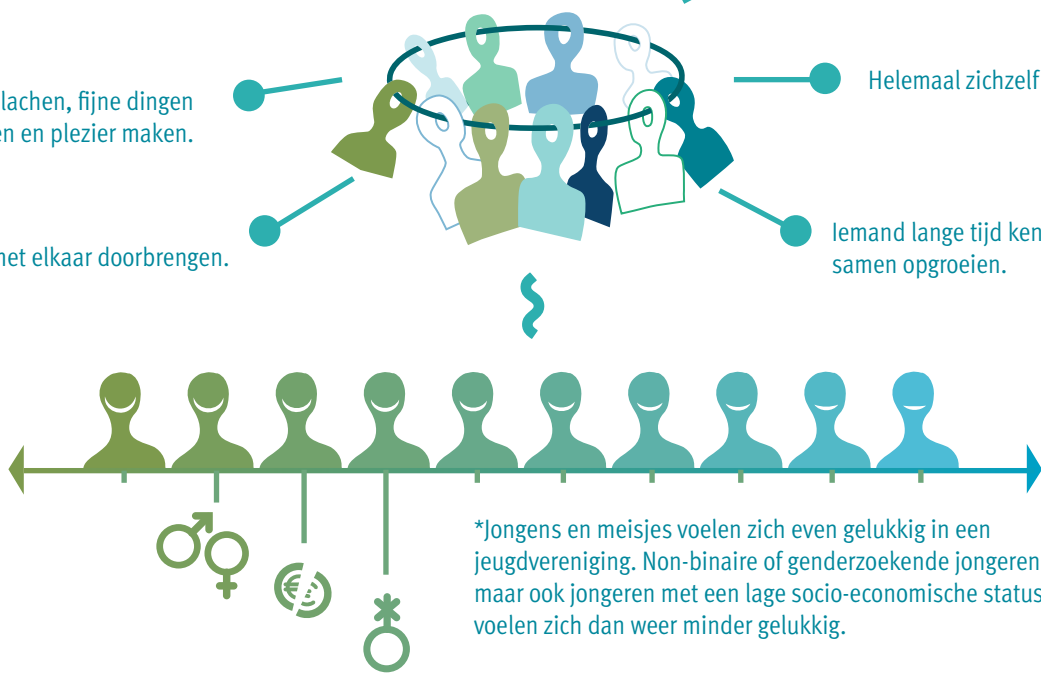 lachen, fijne dingen
en en plezier maken.
Helemaal zichzelf
met elkaar doorbrengen.
Iemand lange tijd ken
samen opgroeien.
*Jongens en meisjes voelen zich even gelukkig in een
jeugdvereniging. Non-binaire of genderzoekende jongeren
maar ook jongeren met een lage socio-economische status
voelen zich dan weer minder gelukkig.